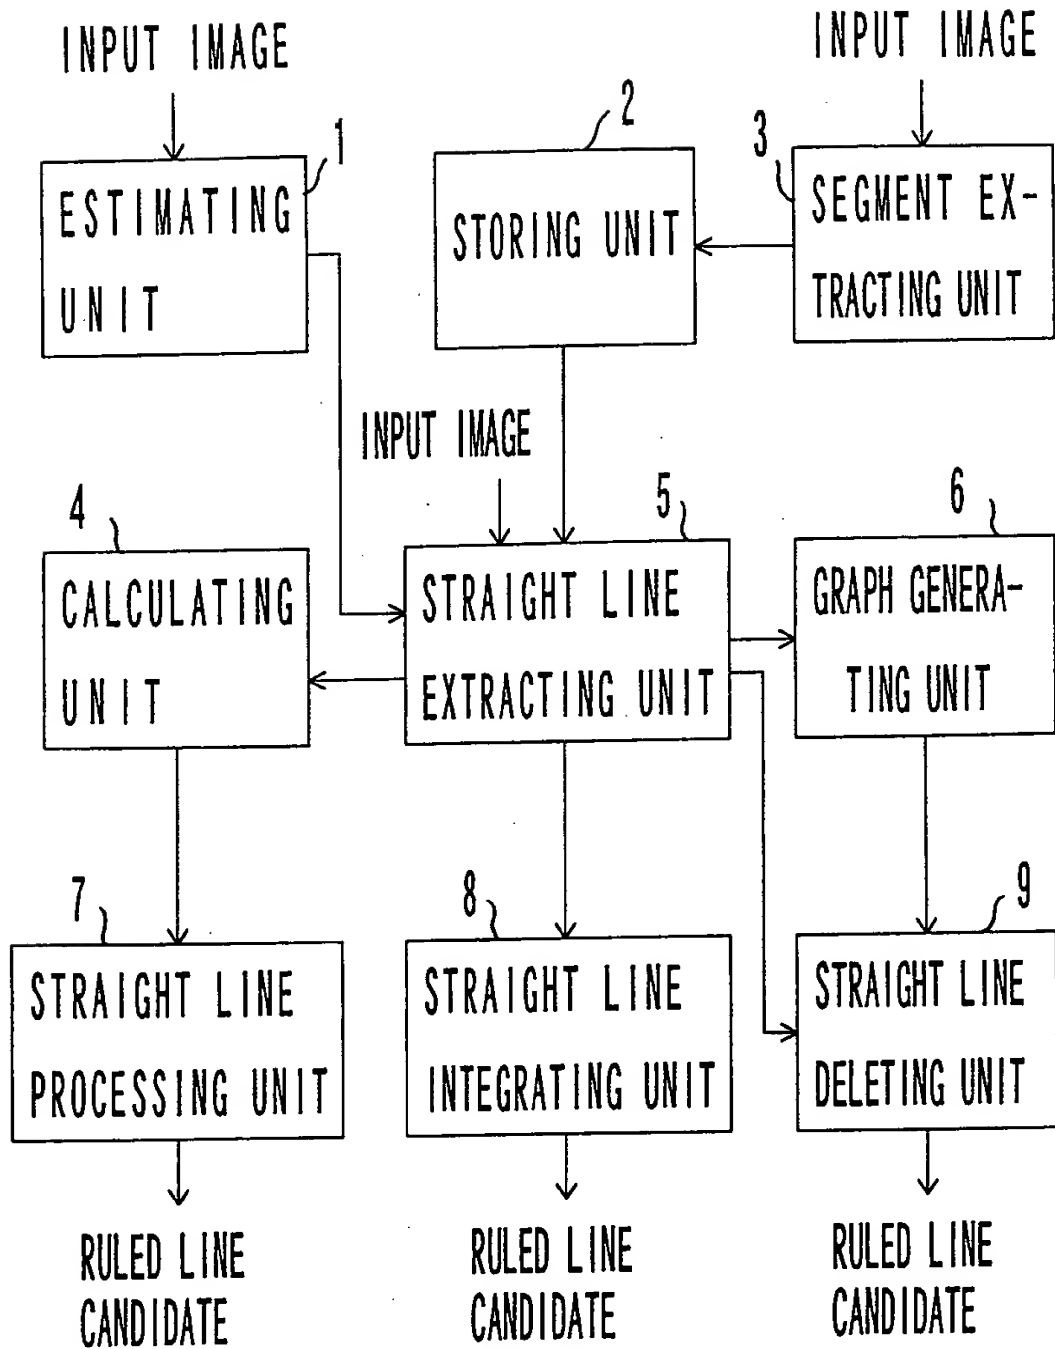 INPUT IMAGE
INPUT IMAGE
1
2
3
ESTIMATING
UNIT
STORING UNIT
SEGMENT EX-
TRACTING UNIT
INPUT IMAGE
4
5
6
CALCULATING
UNIT
STRAIGHT LINE
EXTRACTING UNIT
GRAPH GENERA-
TING UNIT
7
8
9
STRAIGHT LINE
PROCESSING UNIT
STRAIGHT LINE
INTEGRATING UNIT
STRAIGHT LINE
DELETING UNIT
RULED LINE
CANDIDATE
RULED LINE
CANDIDATE
RULED LINE
CANDIDATE